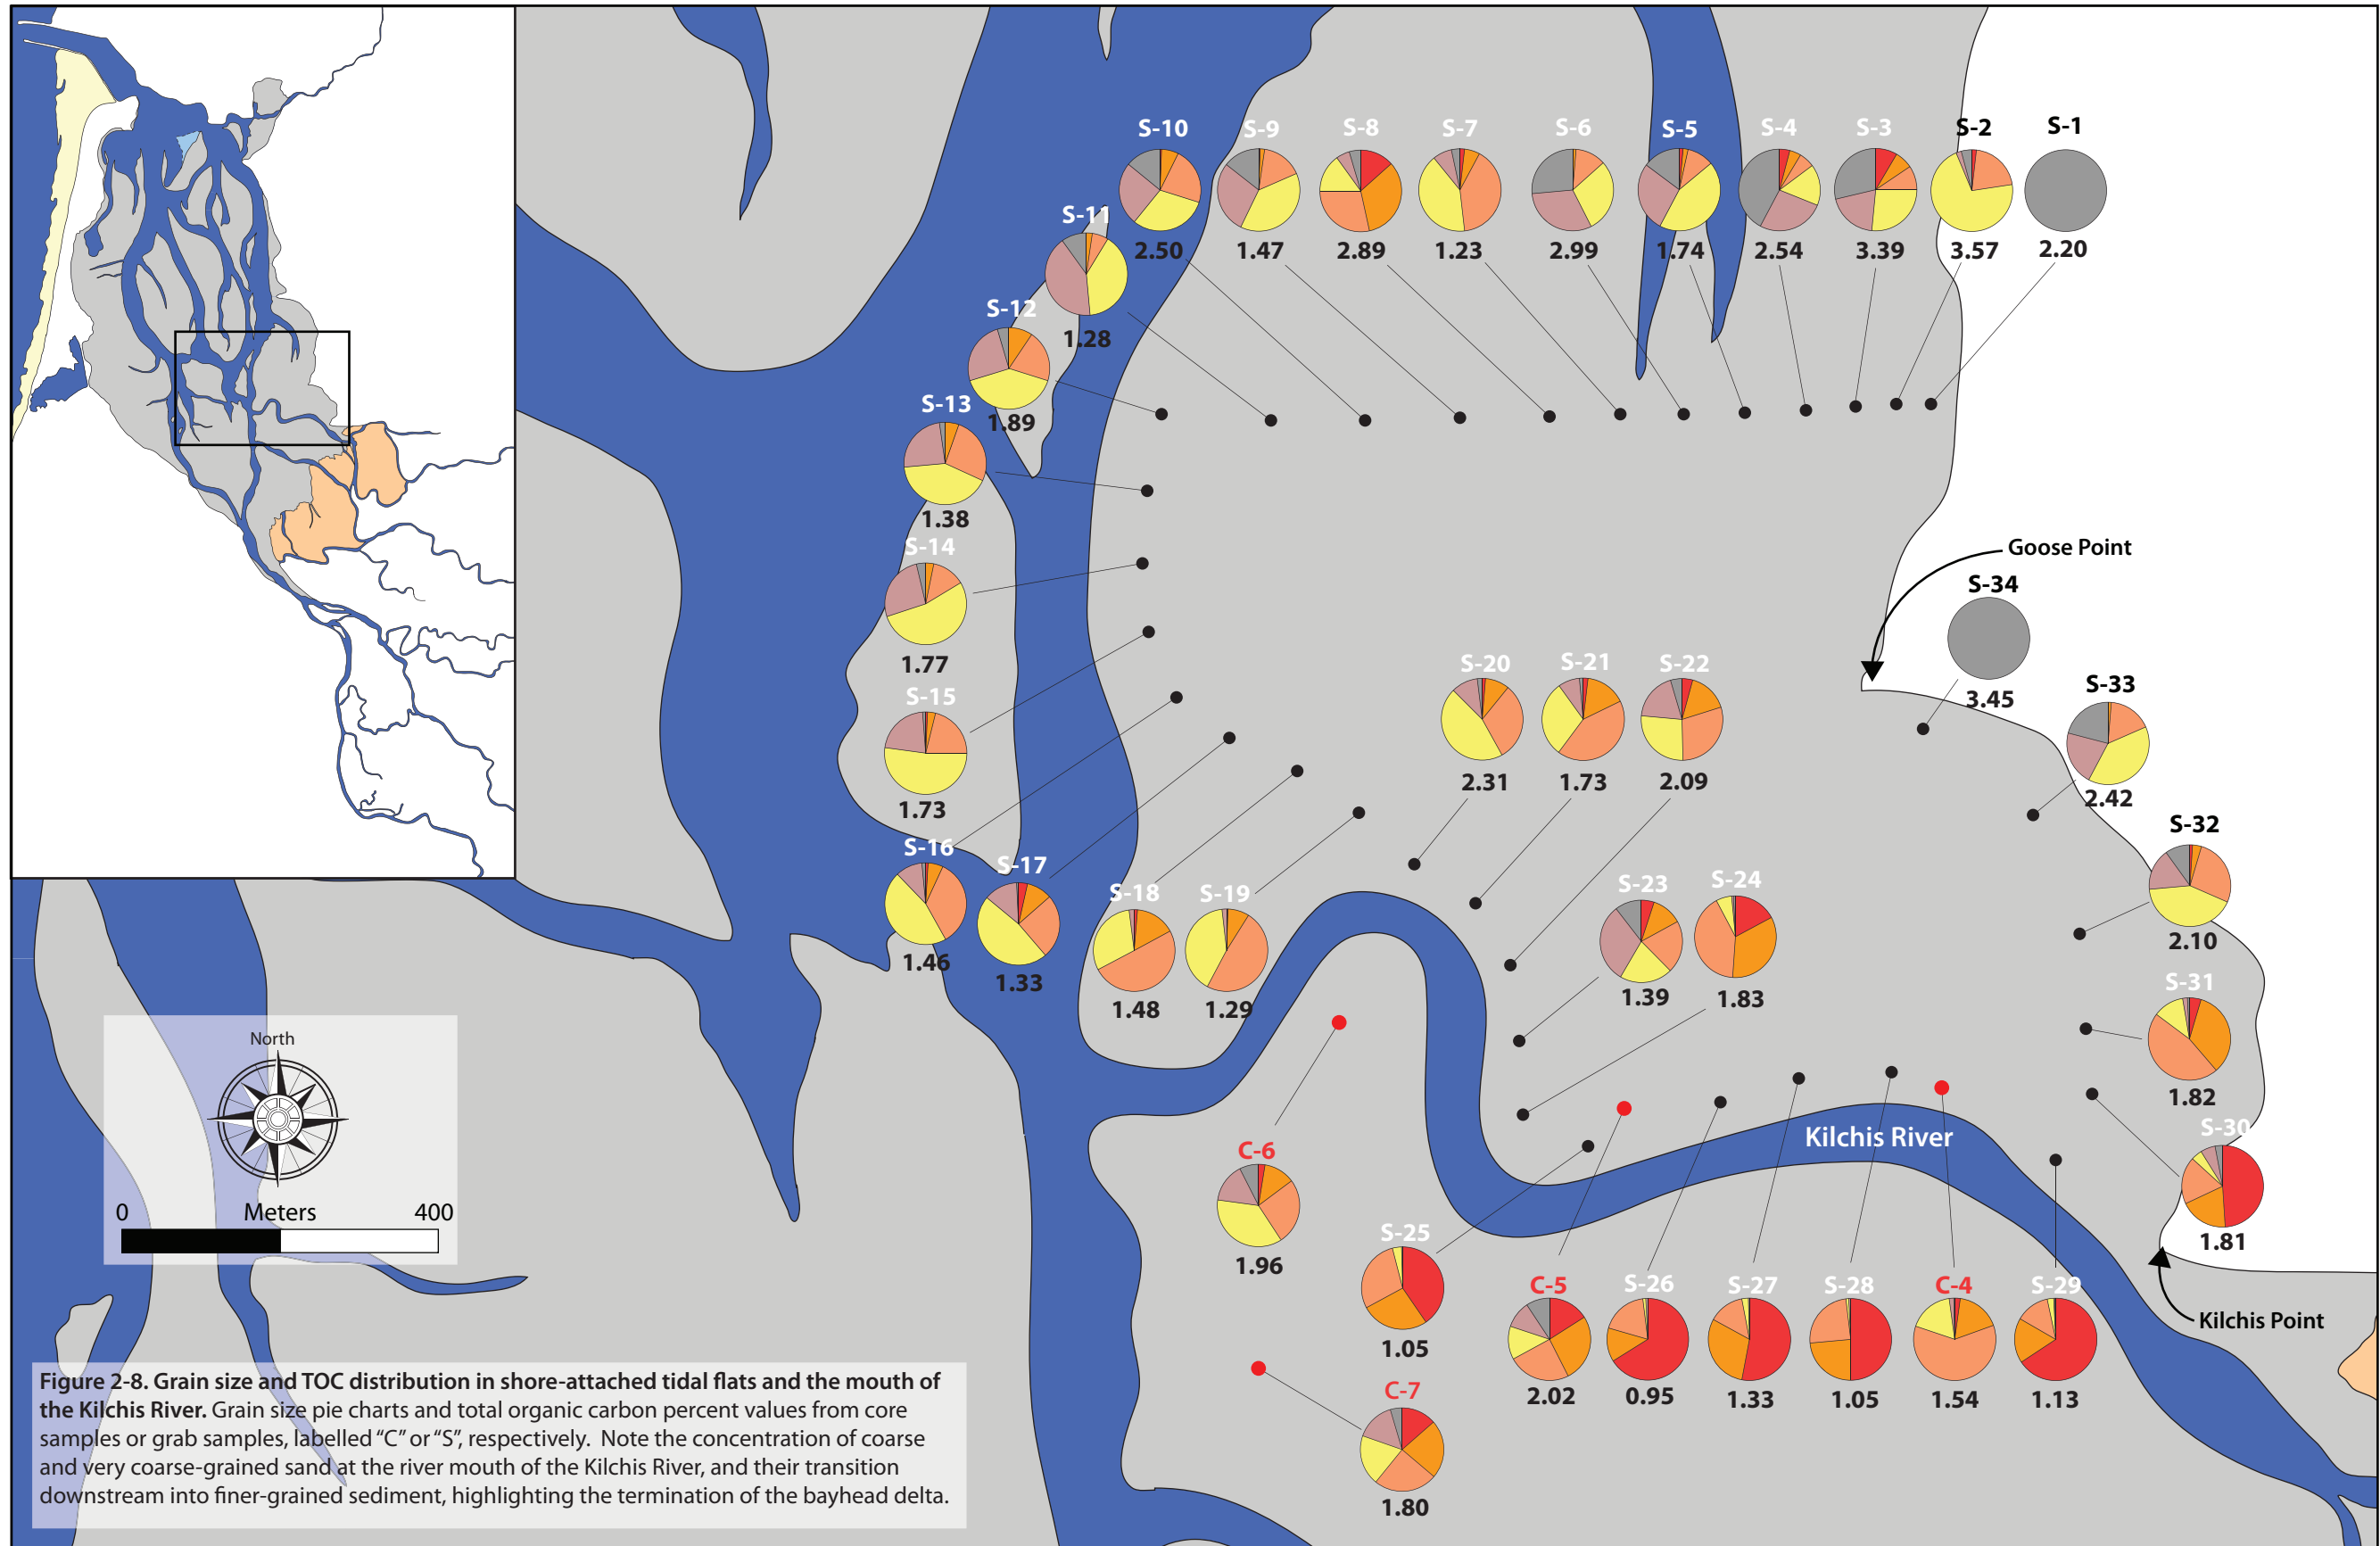 S-10
S-9
S-8
S-7
S-6
S-5
S-4
S-3
S-2
S-1
2.50
1.47
2.89
1.23
2.99
1.74
2.54
3.39
3.57
2.20
S-11
1.28
S-12
1.89
S-13
1.38
S-14
1.77
S-15
1.73
S-16
1.46
S-17
1.33
S-18
1.48
S-19
1.29
S-20
2.31
S-21
1.73
S-22
2.09
Goose Point
S-34
3.45
S-33
2.42
S-32
2.10
S-31
1.82
S-30
1.81
S-23
1.39
S-24
1.83
Kilchis River
C-6
1.96
S-25
1.05
C-7
1.80
C-5
2.02
S-26
0.95
S-27
1.33
S-28
1.05
C-4
1.54
S-29
1.13
Kilchis Point
North
0 Meters 400
Figure 2-8. Grain size and TOC distribution in shore-attached tidal flats and the mouth of
the Kilchis River. Grain size pie charts and total organic carbon percent values from core
samples or grab samples, labelled “C” or “S”, respectively. Note the concentration of coarse
and very coarse-grained sand at the river mouth of the Kilchis River, and their transition
downstream into finer-grained sediment, highlighting the termination of the bayhead delta.